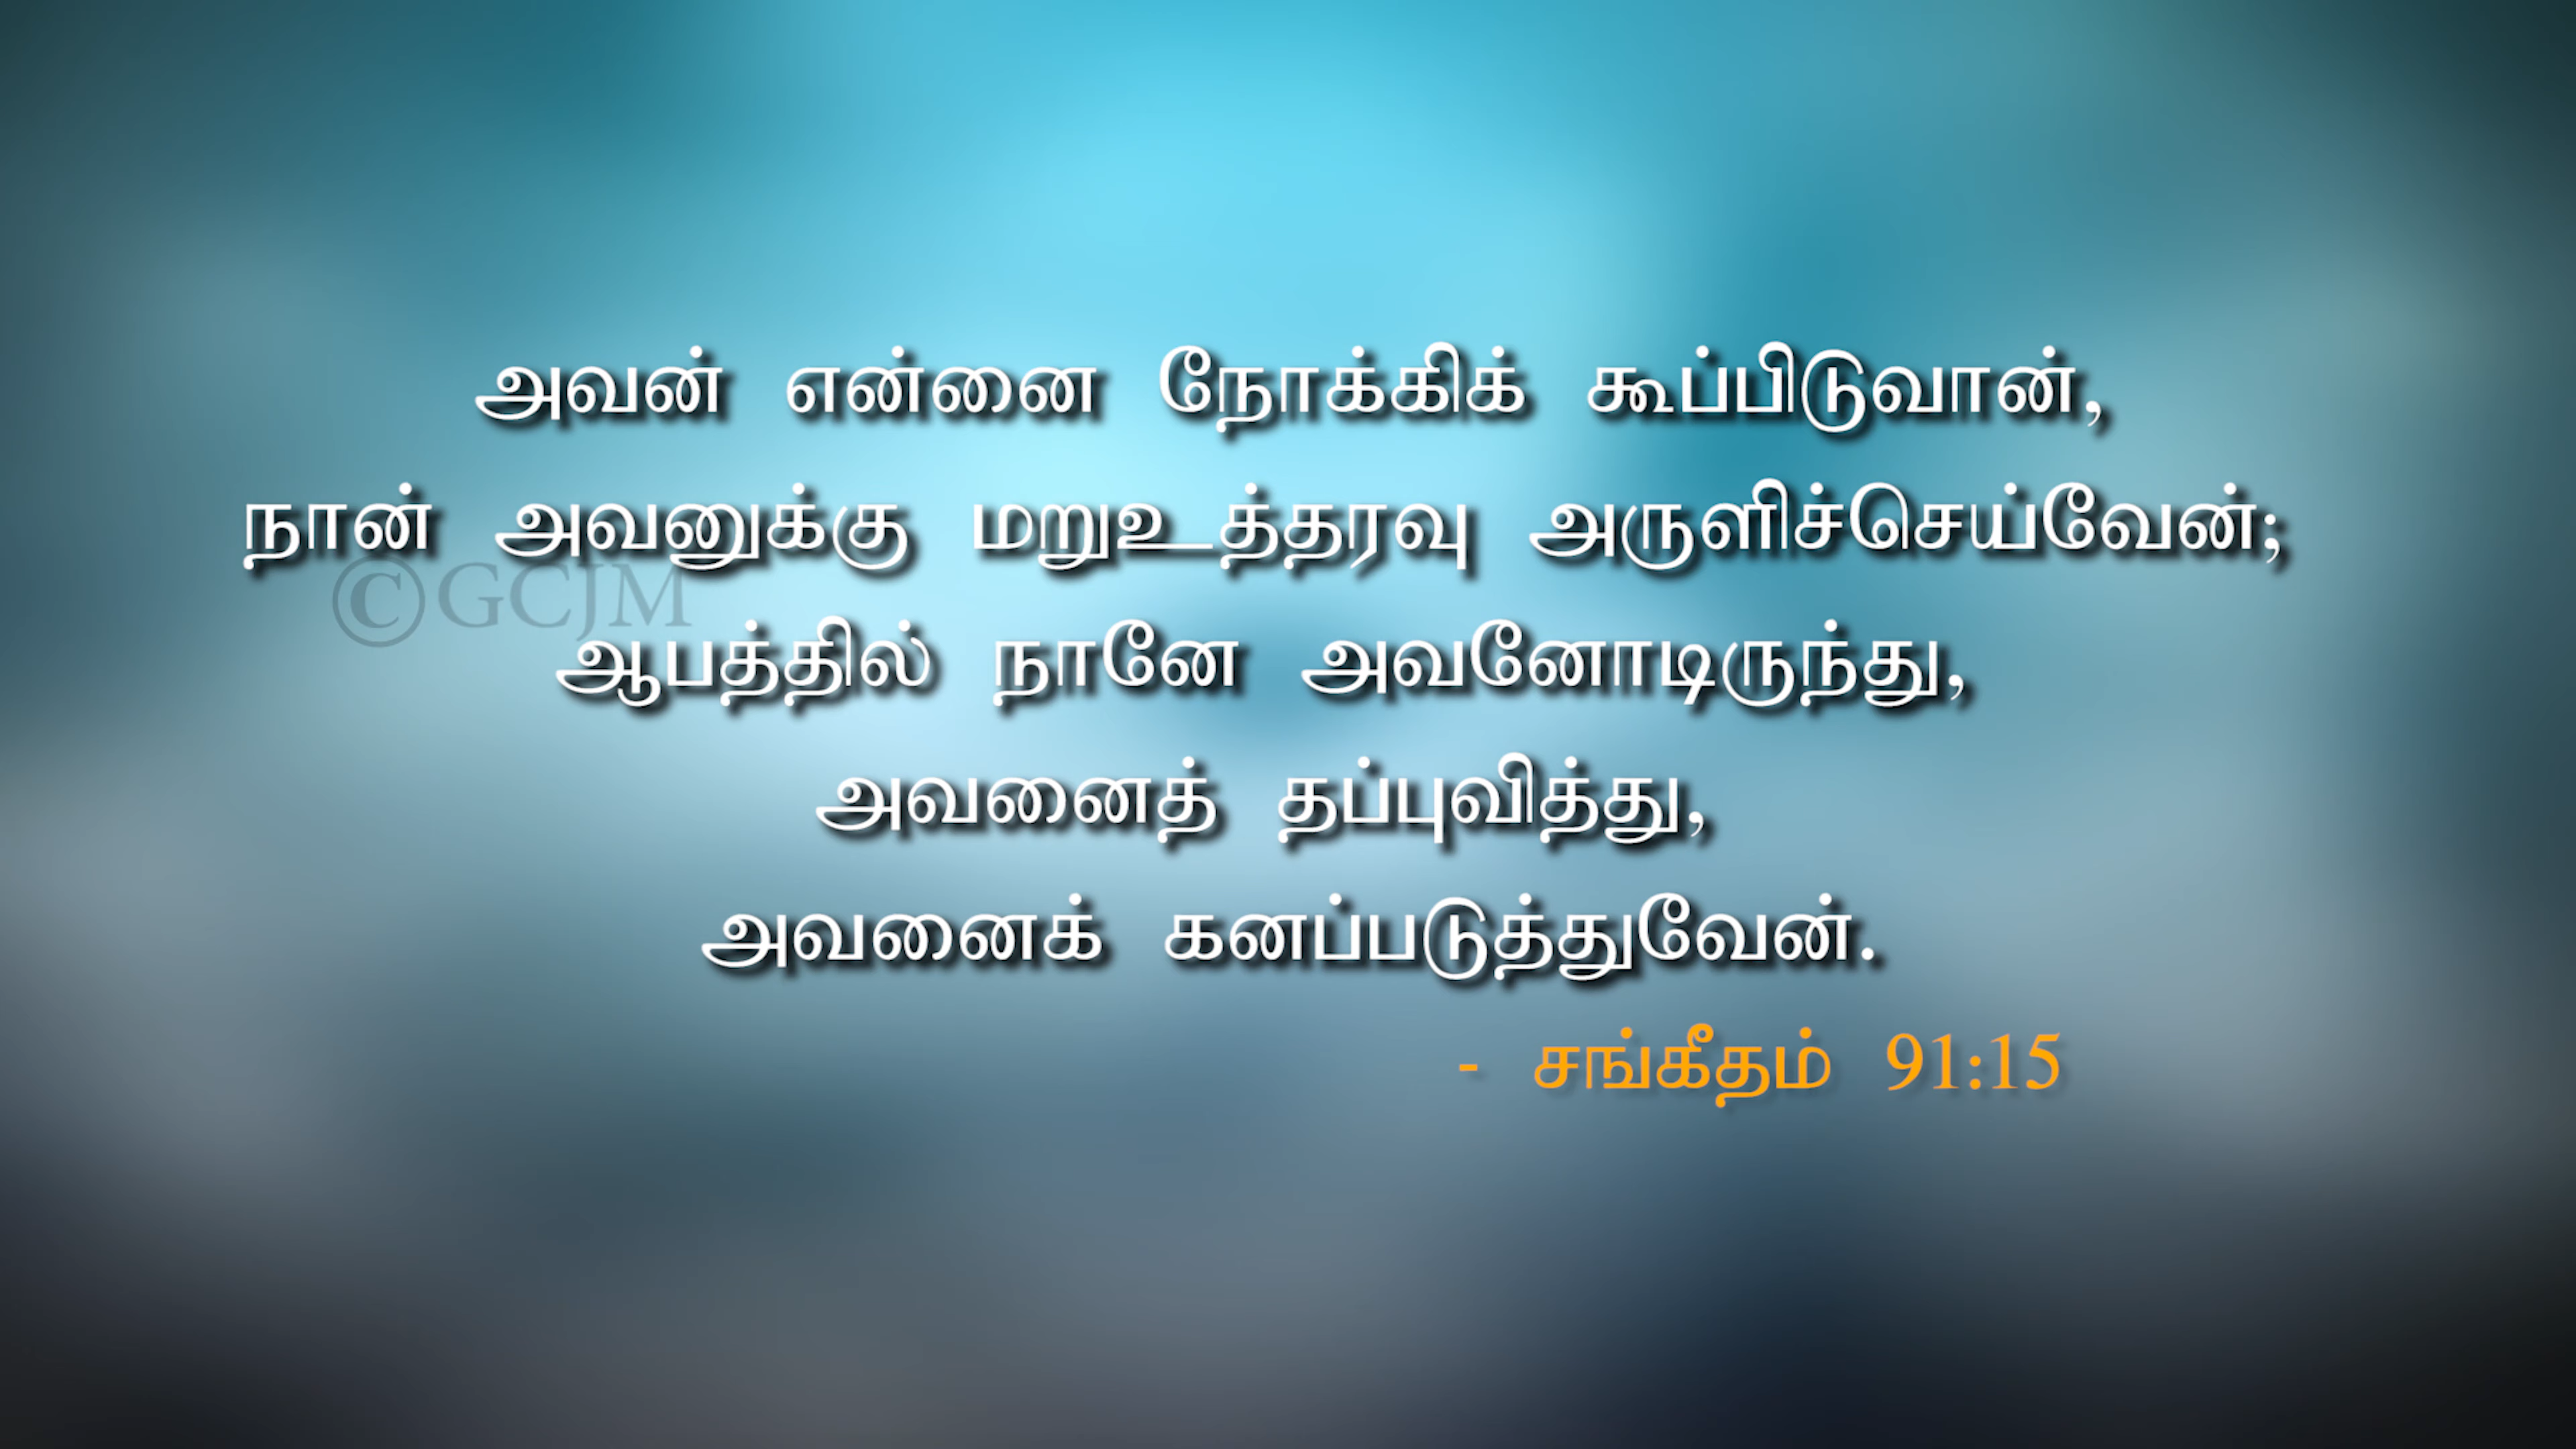 அவன் என்னை நோக்கிக் கூப்பிடுவான்,
நான் அவனுக்கு மறுஉத்தரவு அருளிச்செய்வேன்;
©GCJM
ஆபத்தில் நானே அவனோடிருந்து,
அவனைத் தப்புவித்து,
அவனைக் கனப்படுத்துவேன்.
- சங்கீதம் 91:15